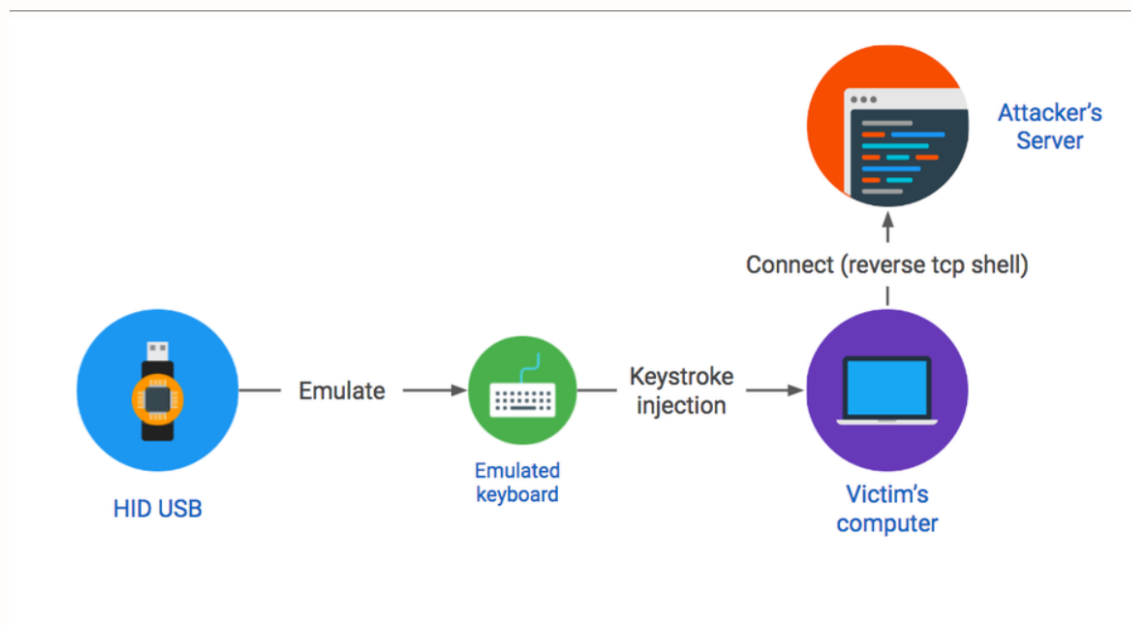 Attacker's
Server
Connect (reverse tcp shell)
Emulate
Keystroke
injection
Emulated
keyboard
HID USB
Victim's
computer